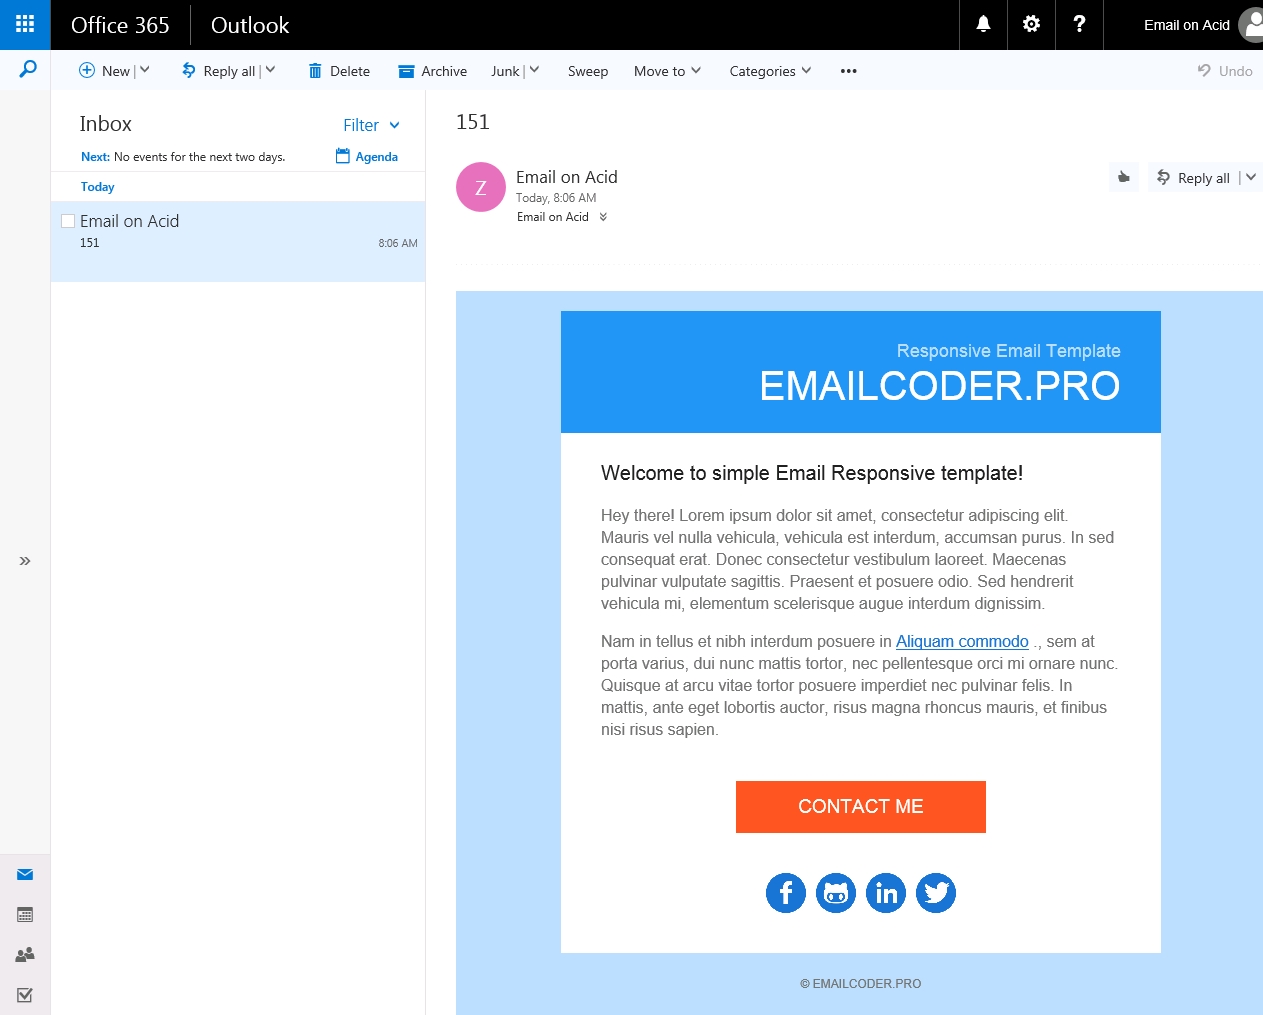 Office 365
Outlook
?
Email on Acid
New
Reply all
Delete
Archive
Junk
Sweep
Move to
Categories
•••
Undo
Inbox
Filter
Next: No events for the next two days.
Agenda
Today
Email on Acid
151
8:06 AM
151
Z
Email on Acid
Today, 8:06 AM
Email on Acid
Reply all
Responsive Email Template
EMAILCODER.PRO
Welcome to simple Email Responsive template!
Hey there! Lorem ipsum dolor sit amet, consectetur adipiscing elit.
Mauris vel nulla vehicula, vehicula est interdum, accumsan purus. In sed
consequat erat. Donec consectetur vestibulum laoreet. Maecenas
pulvinar vulputate sagittis. Praesent et posuere odio. Sed hendrerit
vehicula mi, elementum scelerisque augue interdum dignissim.
Nam in tellus et nibh interdum posuere in Aliquam commodo ., sem at
porta varius, dui nunc mattis tortor, nec pellentesque orci mi ornare nunc.
Quisque at arcu vitae tortor posuere imperdiet nec pulvinar felis. In
mattis, ante eget lobortis auctor, risus magna rhoncus mauris, et finibus
nisi risus sapien.
CONTACT ME
f
in
© EMAILCODER.PRO